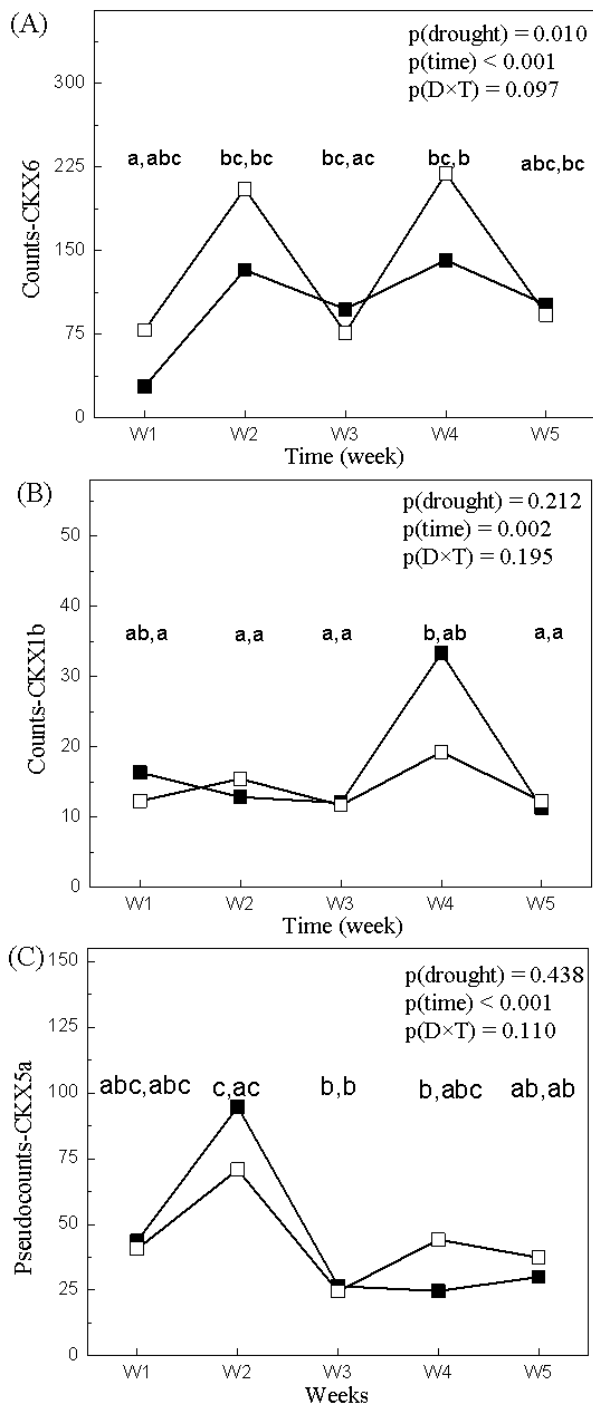 (A)
p(drought) = 0.010
p(time) < 0.001
p(D×T) = 0.097
a,abc bc,bc bc,ac bc,b abc,bc
Counts-CKX6
300
225
150
75
0
W1 W2 W3 W4 W5
Time (week)
(B)
p(drought) = 0.212
p(time) = 0.002
p(D×T) = 0.195
ab,a a,a a,a b,ab a,a
Counts-CKX1b
50
40
30
20
10
0
W1 W2 W3 W4 W5
Time (week)
(C)
p(drought) = 0.438
p(time) < 0.001
p(D×T) = 0.110
abc,abc c,ac b,b b,abc ab,ab
Pseudocounts-CKX5a
150
125
100
75
50
25
0
W1 W2 W3 W4 W5
Weeks